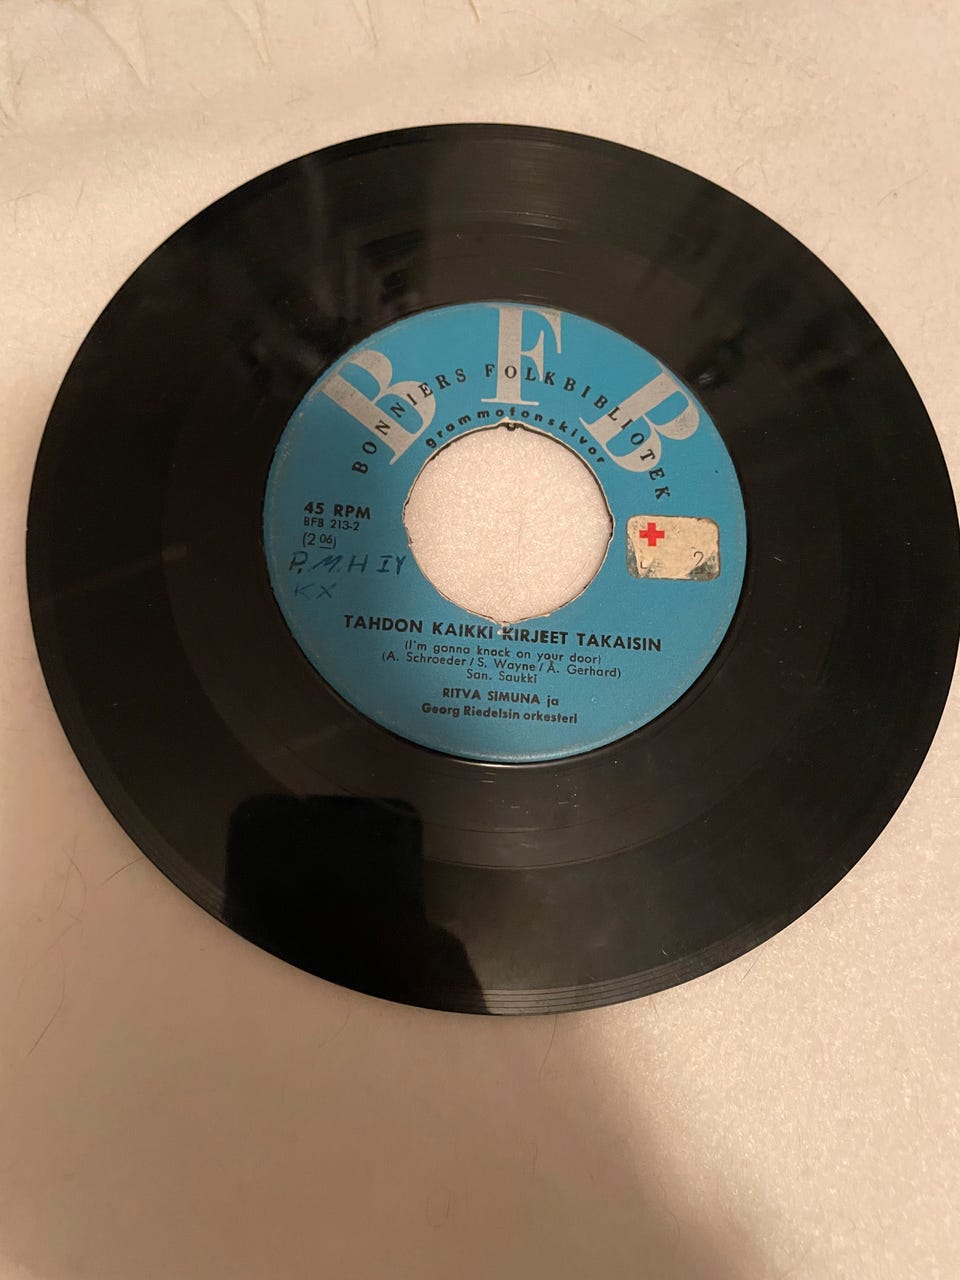 B F B
BONNIERS FOLKBIBLIOTEK
grammofonskivor
45 RPM
BFB 213-2
(2 06)
P.M.H IY
KX
2
TAHDON KAIKKI KIRJEET TAKAISIN
(I'm gonna knock on your door)
(A. Schroeder/S. Wayne/Å. Gerhard)
San. Saukki
RITVA SIMUNA ja
Georg Riedelsin orkesteri